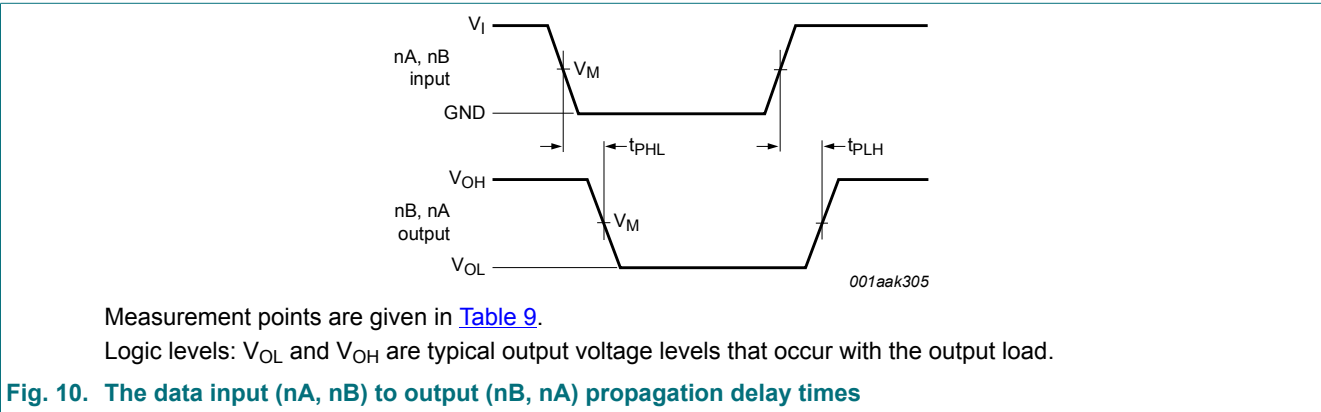 V_I
nA, nB
input
V_M
GND
t_PHL
t_PLH
V_OH
nB, nA
output
V_M
V_OL
001aak305
Measurement points are given in Table 9.
Logic levels: V_OL and V_OH are typical output voltage levels that occur with the output load.
Fig. 10. The data input (nA, nB) to output (nB, nA) propagation delay times